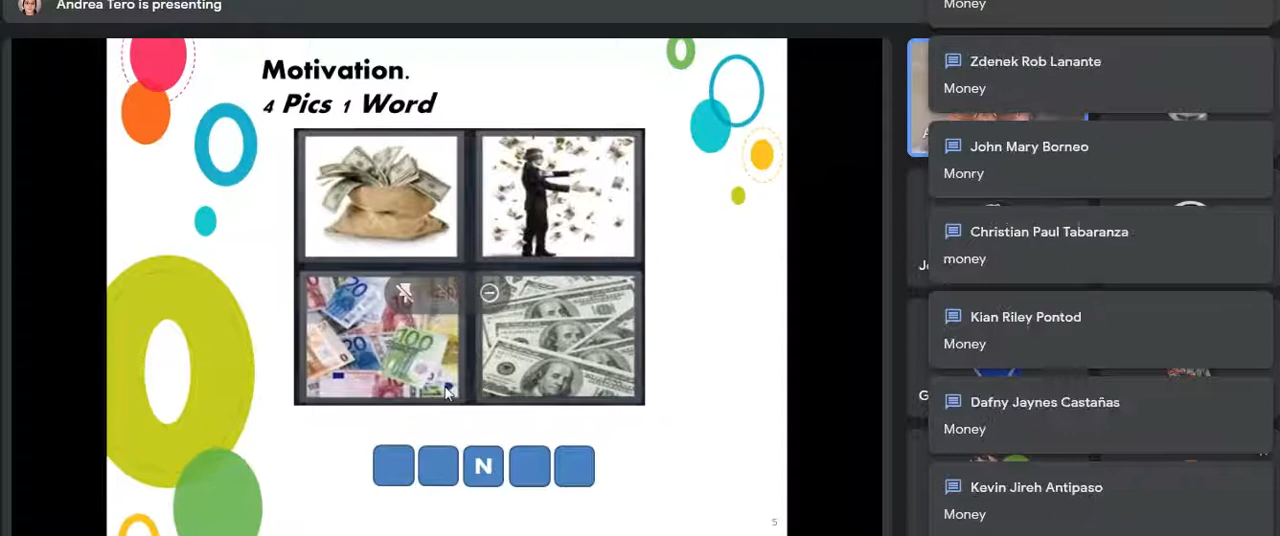 Andrea Tero is presenting
Motivation.
4 Pics 1 Word
N
5
Money
Zdenek Rob Lanante
Money
John Mary Borneo
Monry
Christian Paul Tabaranza
money
Kian Riley Pontod
Money
Dafny Jaynes Castañas
Money
Kevin Jireh Antipaso
Money